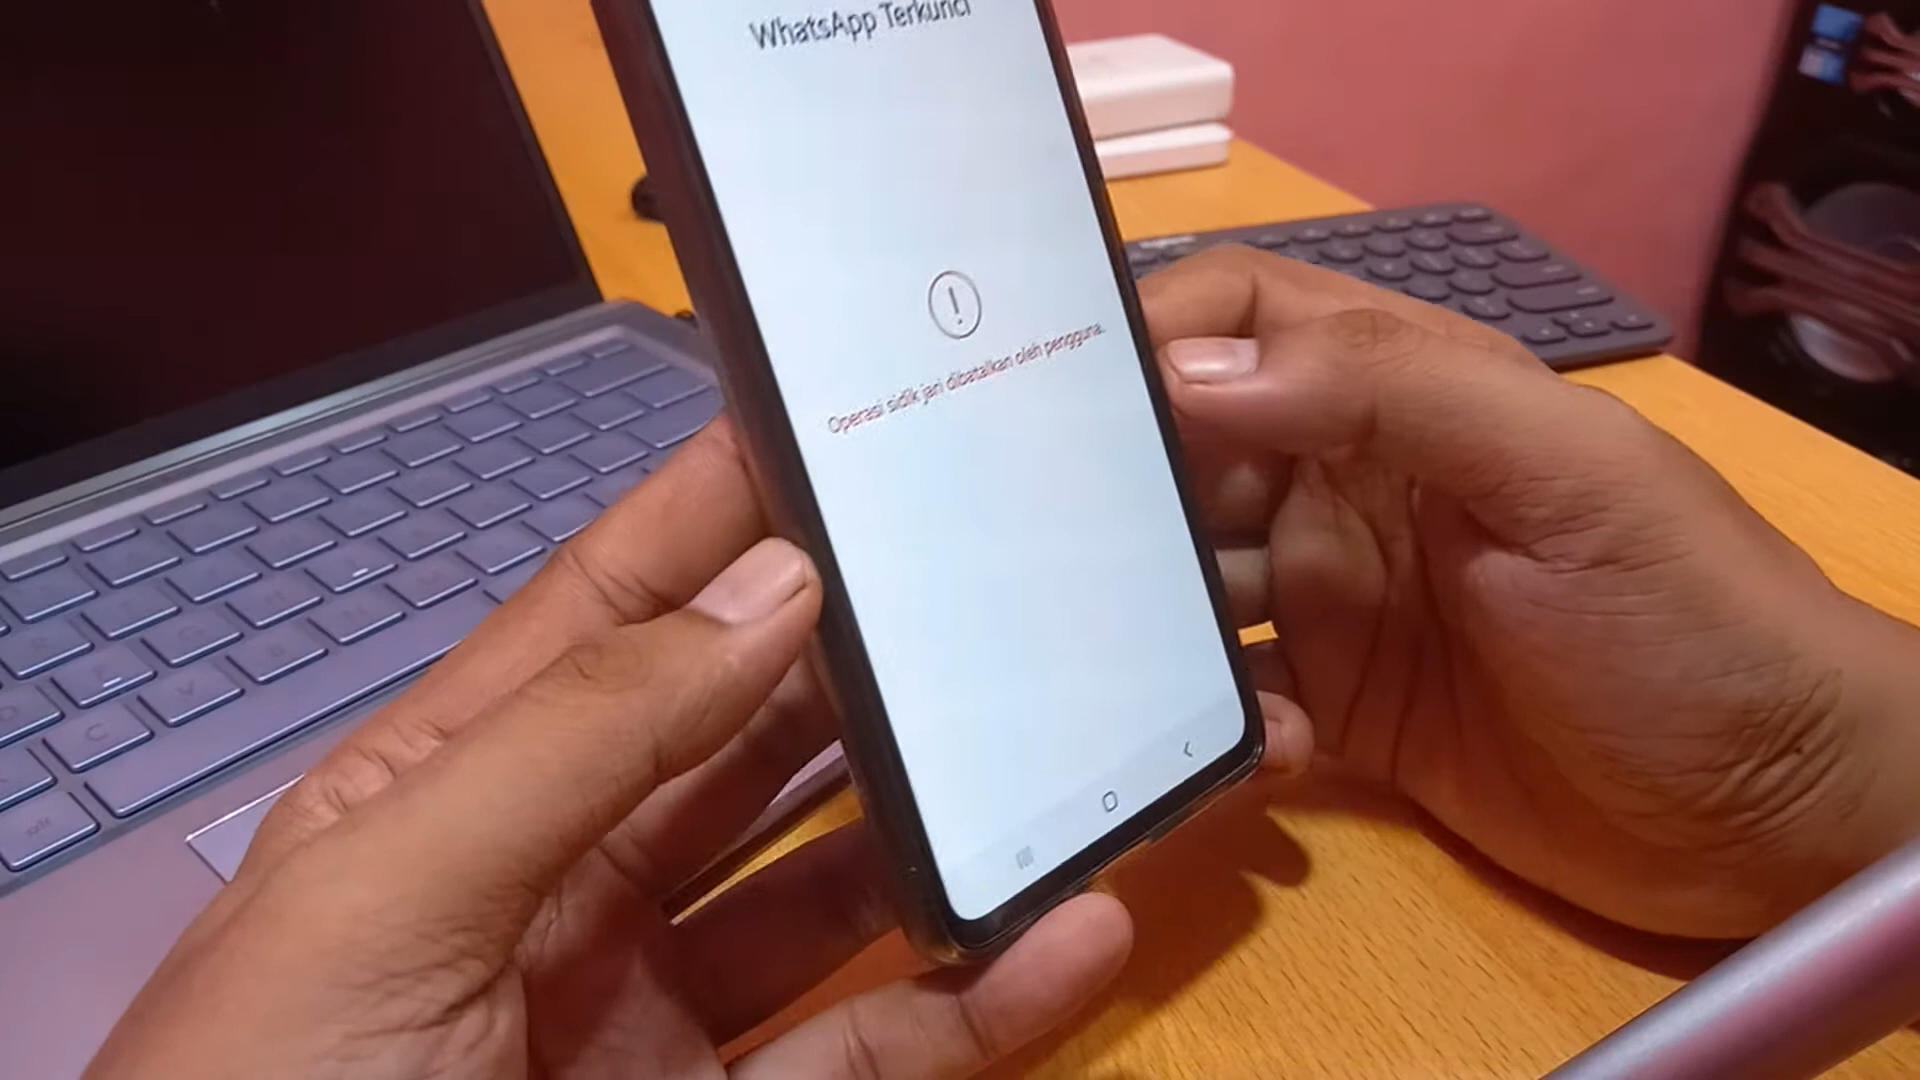 WhatsApp Terkunci
Operasi sidik jari dibatalkan oleh pengguna.